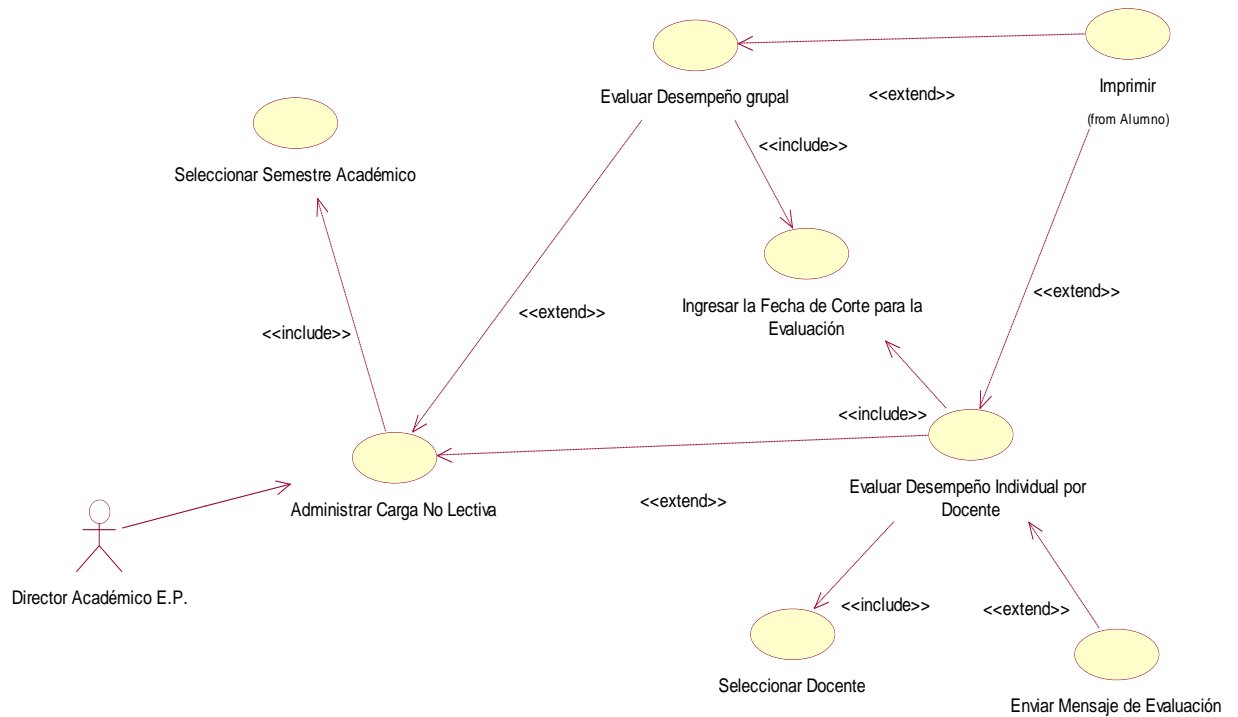 Imprimir
(from Alumno)
Evaluar Desempeño grupal
<<extend>>
<<include>>
Seleccionar Semestre Académico
<<extend>>
Ingresar la Fecha de Corte para la
Evaluación
<<extend>>
<<include>>
<<include>>
Evaluar Desempeño Individual por
Docente
<<extend>>
Administrar Carga No Lectiva
Director Académico E.P.
<<include>>
<<extend>>
Seleccionar Docente
Enviar Mensaje de Evaluación